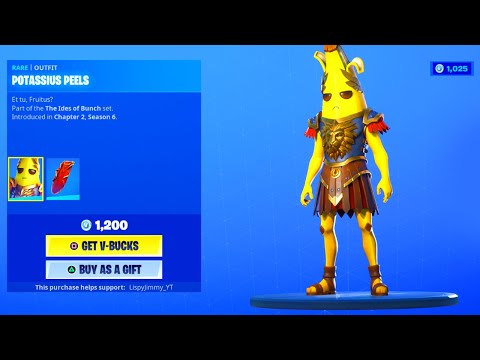 RARE | OUTFIT
POTASSIUS PEELS
1,025
Et tu, Fruitus?
Part of the The Ides of Bunch set.
Introduced in Chapter 2, Season 6.
1,200
GET V-BUCKS
BUY AS A GIFT
This purchase helps support: LispyJimmy_YT